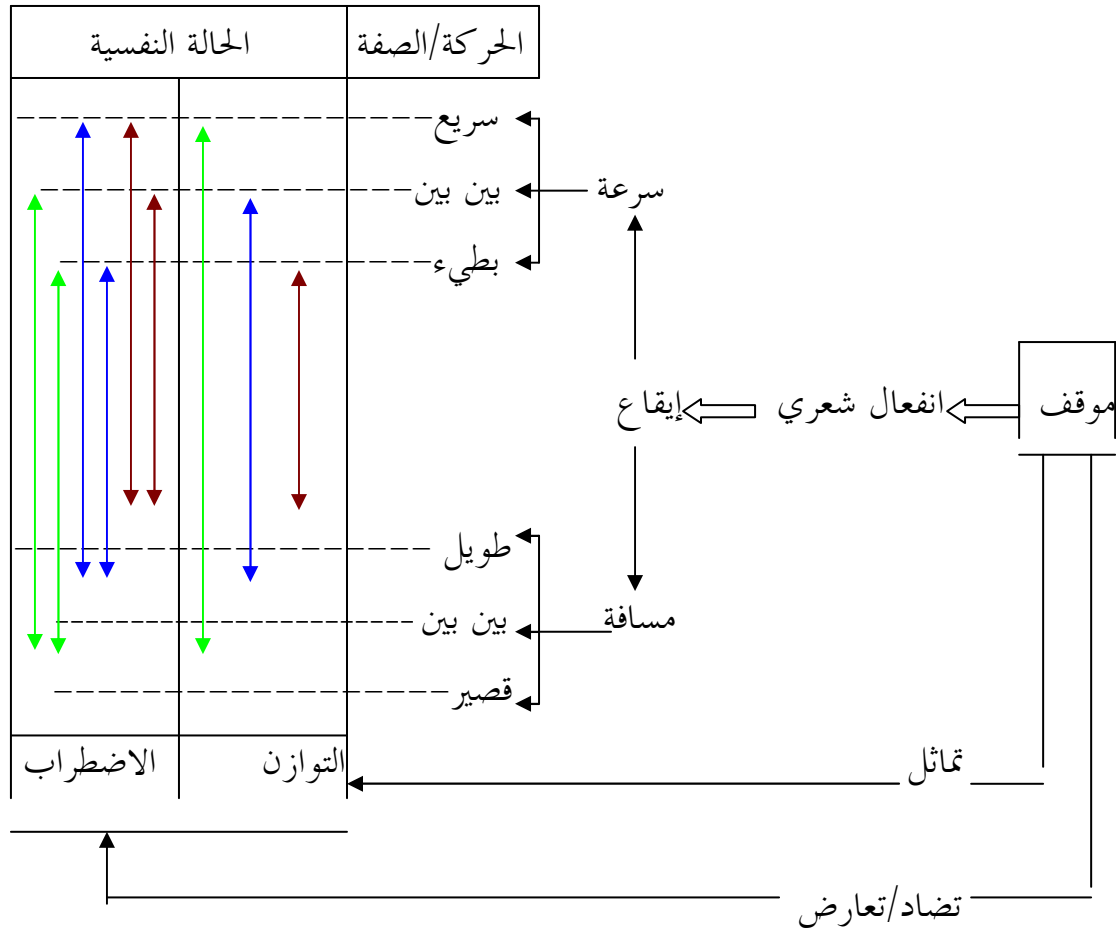 الحركة/الصفة الحالة النفسية
سريع
سرعة بين بين
بطيء
موقف انفعال شعري إيقاع
طويل
مسافة بين بين
قصير
التوازن الاضطراب
تماثل
تضاد/تعارض